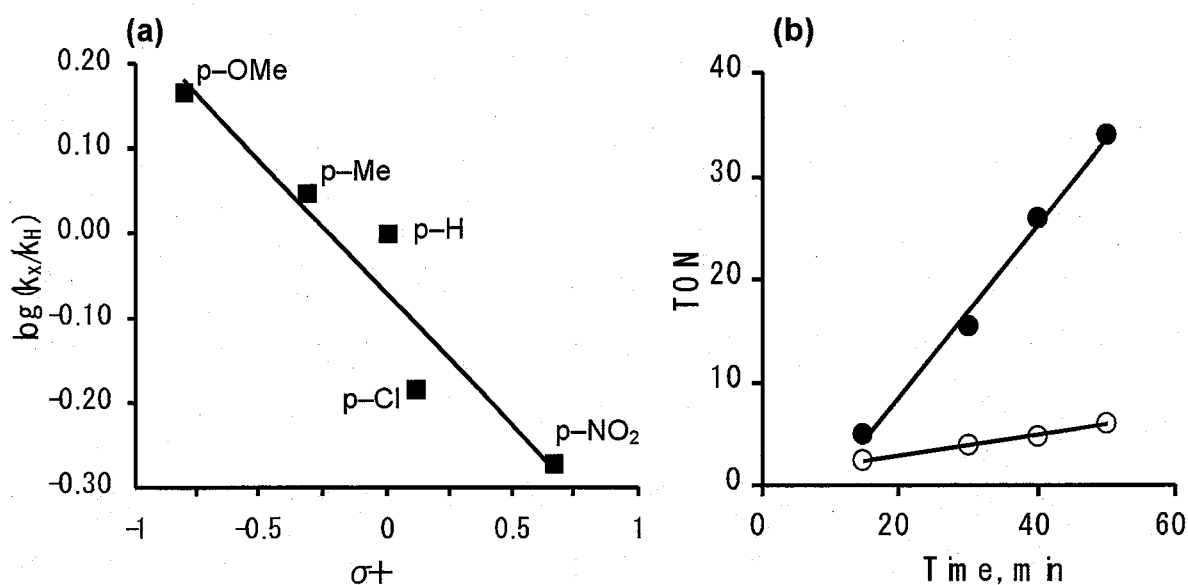 (a)
0.20
0.10
0.00
-0.10
-0.20
-0.30
log (kx/kH)
p-OMe
p-Me
p-H
p-Cl
p-NO₂
-1
-0.5
0
0.5
1
σ+
(b)
40
30
20
10
0
TON
0
20
40
60
Time, min